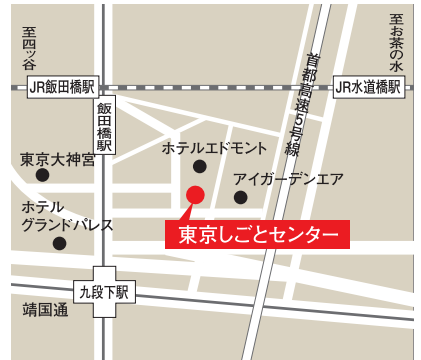 至四ッ谷
至お茶の水
首都高速5号線
JR飯田橋駅
JR水道橋駅
飯田橋駅
ホテルエドモント
東京大神宮
アイガーデンエア
ホテル
グランドパレス
東京しごとセンター
九段下駅
靖国通